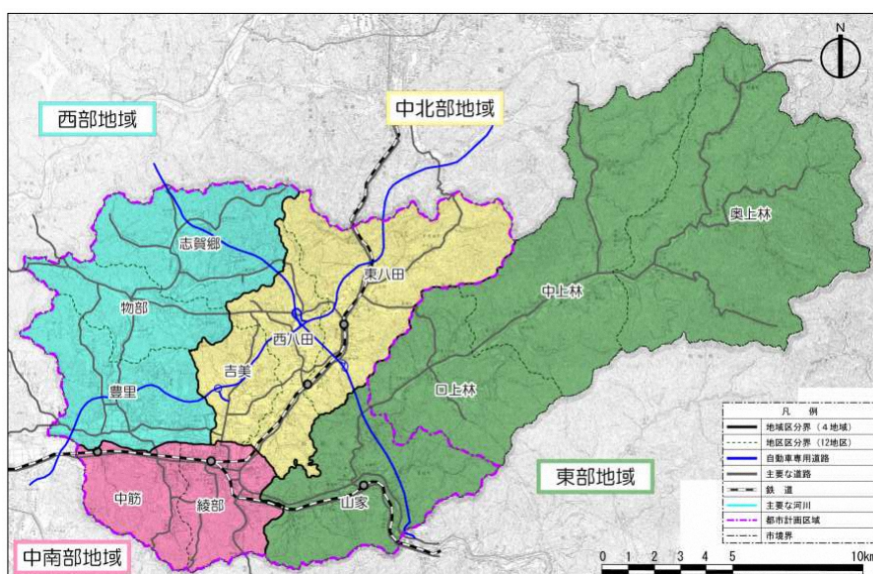 N
西部地域
中北部地域
志賀郷
奥上林
東八田
物部
中上林
西八田
吉美
豊里
口上林
凡 例
地域区分界（4地域）
地区区分界（12地区）
自動車専用道路
主要な道路
鉄 道
主要な河川
都市計画区域
市境界
東部地域
中筋
綾部
山家
中南部地域
0 1 2 3 4 5 10km